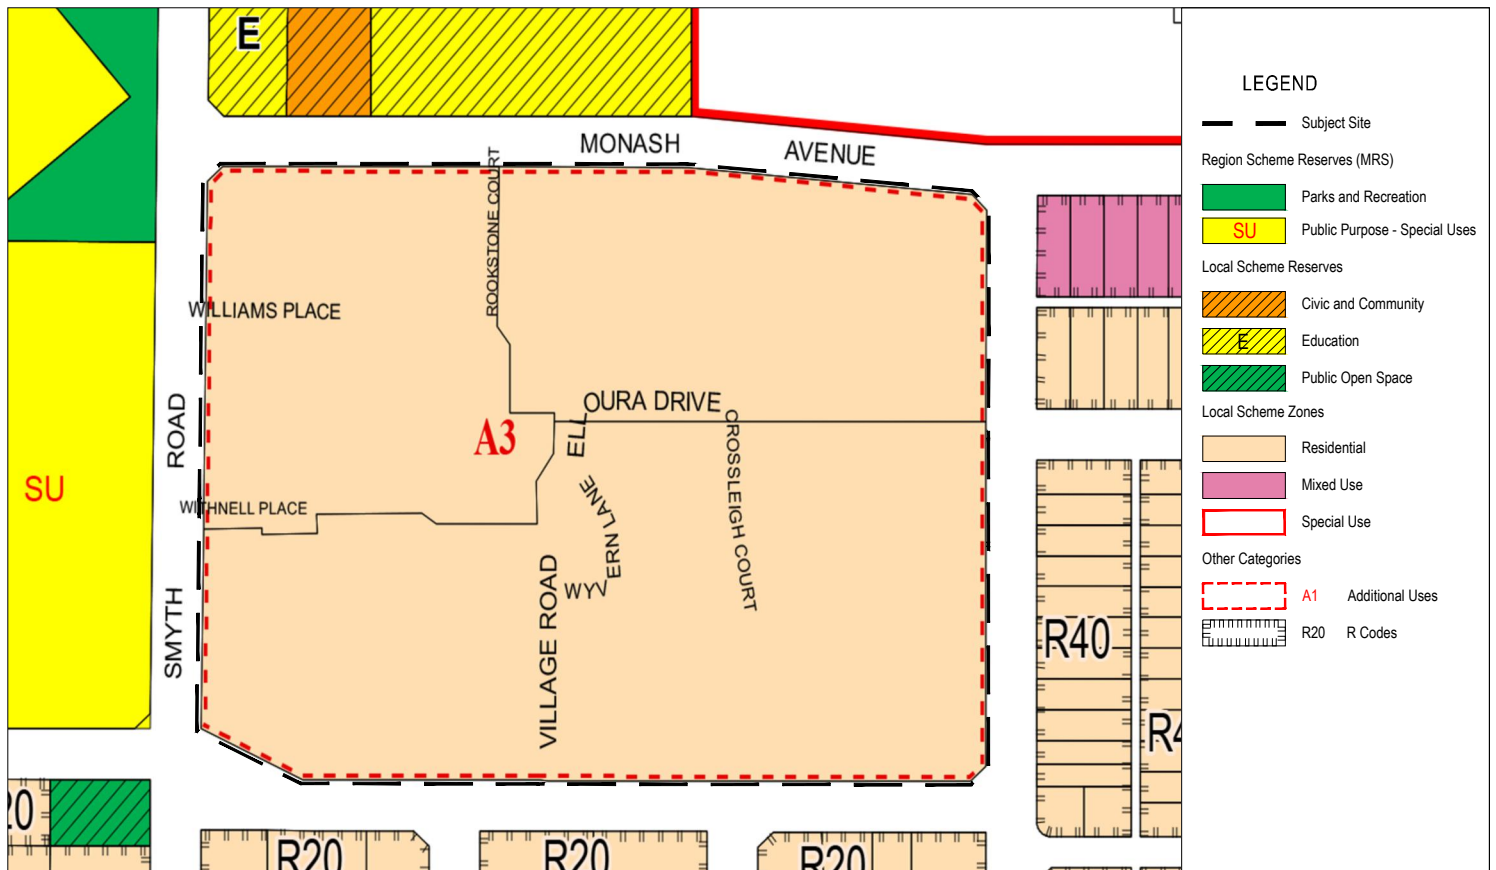 E
MONASH AVENUE
ROOKSTONE COURT
WILLIAMS PLACE
ELLOURA DRIVE
A3
CROSSLEIGH COURT
SMYTH ROAD
SU
WITHNELL PLACE
WYVERN LANE
VILLAGE ROAD
R40
R4
20
R20
R20
R20
LEGEND
Subject Site
Region Scheme Reserves (MRS)
Parks and Recreation
SU Public Purpose - Special Uses
Local Scheme Reserves
Civic and Community
E Education
Public Open Space
Local Scheme Zones
Residential
Mixed Use
Special Use
Other Categories
A1 Additional Uses
R20 R Codes